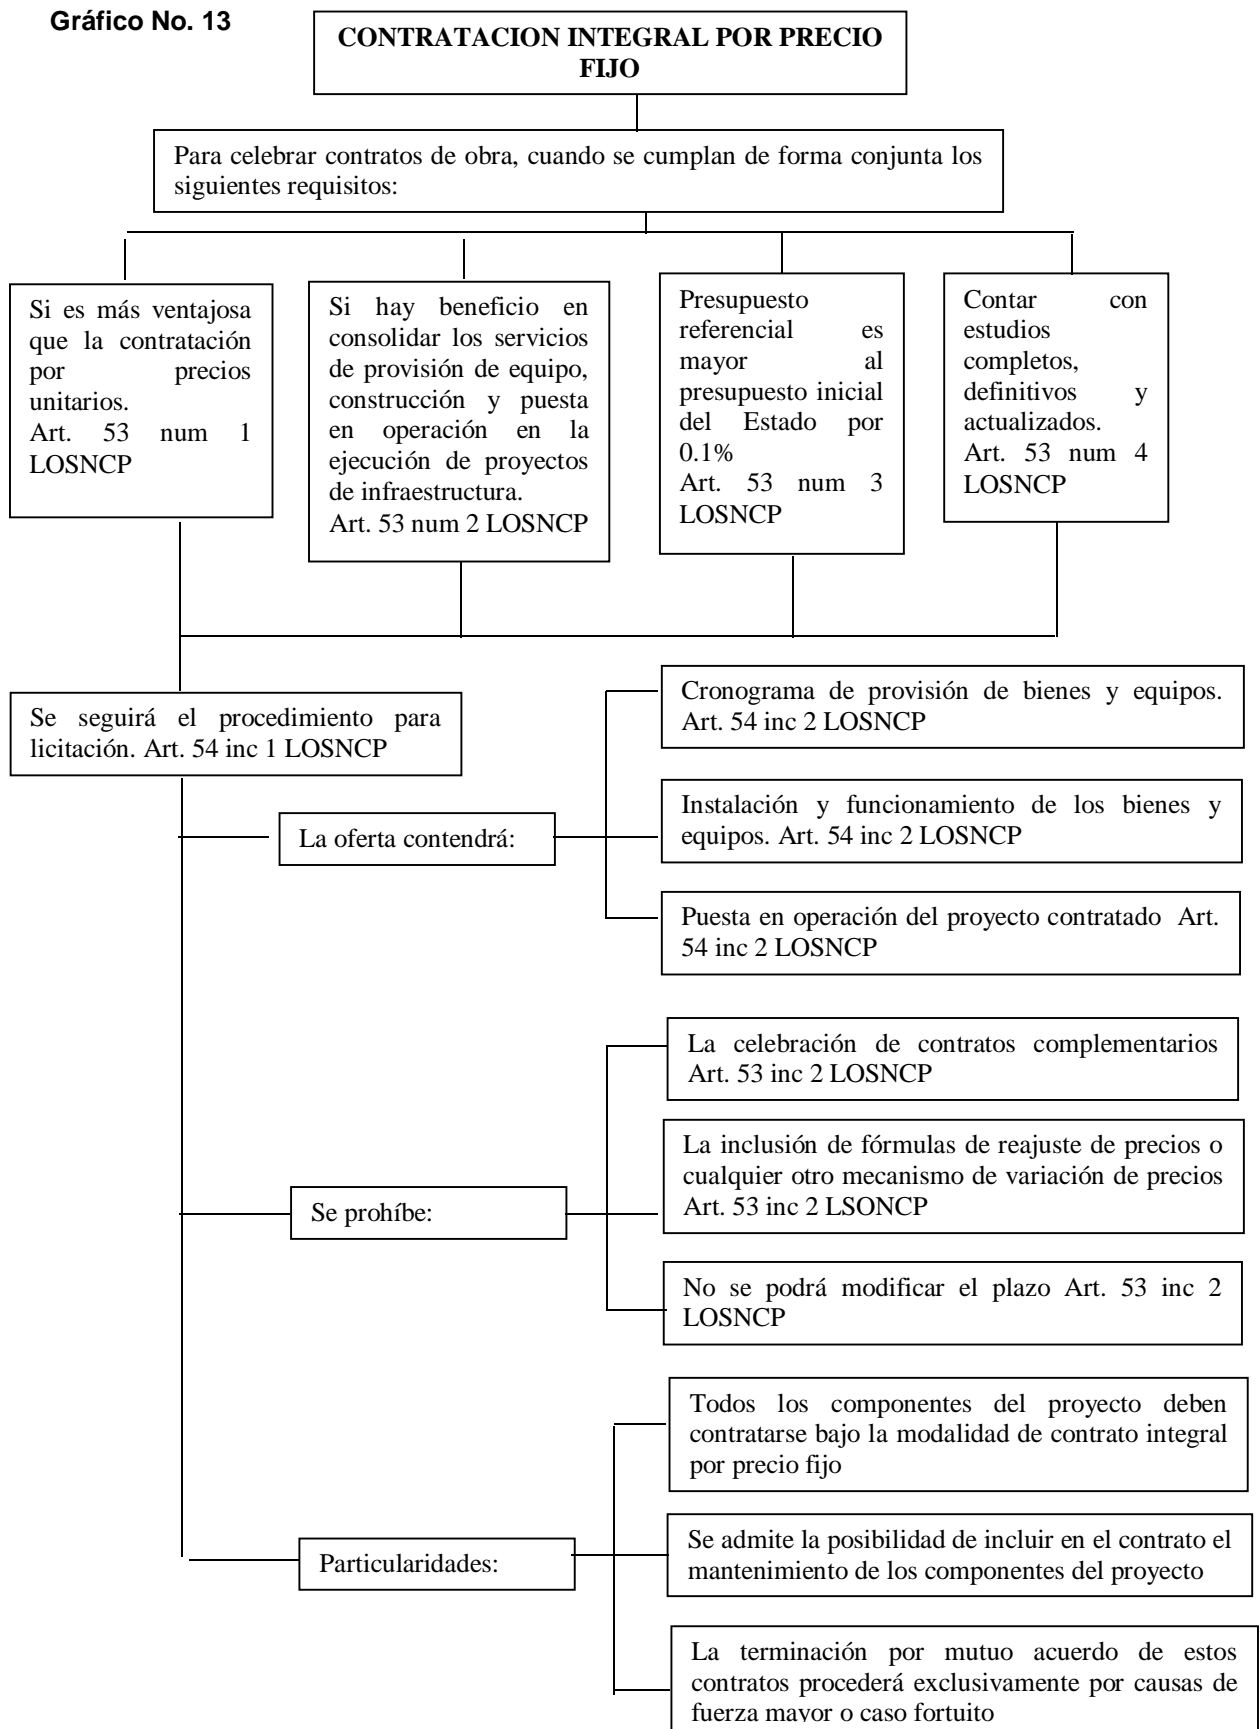 Gráfico No. 13
CONTRATACION INTEGRAL POR PRECIO
FIJO
Para celebrar contratos de obra, cuando se cumplan de forma conjunta los
siguientes requisitos:
Si es más ventajosa
que la contratación
por precios
unitarios.
Art. 53 num 1
LOSNCP
Si hay beneficio en
consolidar los servicios
de provisión de equipo,
construcción y puesta
en operación en la
ejecución de proyectos
de infraestructura.
Art. 53 num 2 LOSNCP
Presupuesto
referencial es
mayor al
presupuesto inicial
del Estado por
0.1%
Art. 53 num 3
LOSNCP
Contar con
estudios
completos,
definitivos y
actualizados.
Art. 53 num 4
LOSNCP
Se seguirá el procedimiento para
licitación. Art. 54 inc 1 LOSNCP
La oferta contendrá:
Cronograma de provisión de bienes y equipos.
Art. 54 inc 2 LOSNCP
Instalación y funcionamiento de los bienes y
equipos. Art. 54 inc 2 LOSNCP
Puesta en operación del proyecto contratado Art.
54 inc 2 LOSNCP
Se prohíbe:
La celebración de contratos complementarios
Art. 53 inc 2 LOSNCP
La inclusión de fórmulas de reajuste de precios o
cualquier otro mecanismo de variación de precios
Art. 53 inc 2 LSONCP
No se podrá modificar el plazo Art. 53 inc 2
LOSNCP
Particularidades:
Todos los componentes del proyecto deben
contratarse bajo la modalidad de contrato integral
por precio fijo
Se admite la posibilidad de incluir en el contrato el
mantenimiento de los componentes del proyecto
La terminación por mutuo acuerdo de estos
contratos procederá exclusivamente por causas de
fuerza mayor o caso fortuito